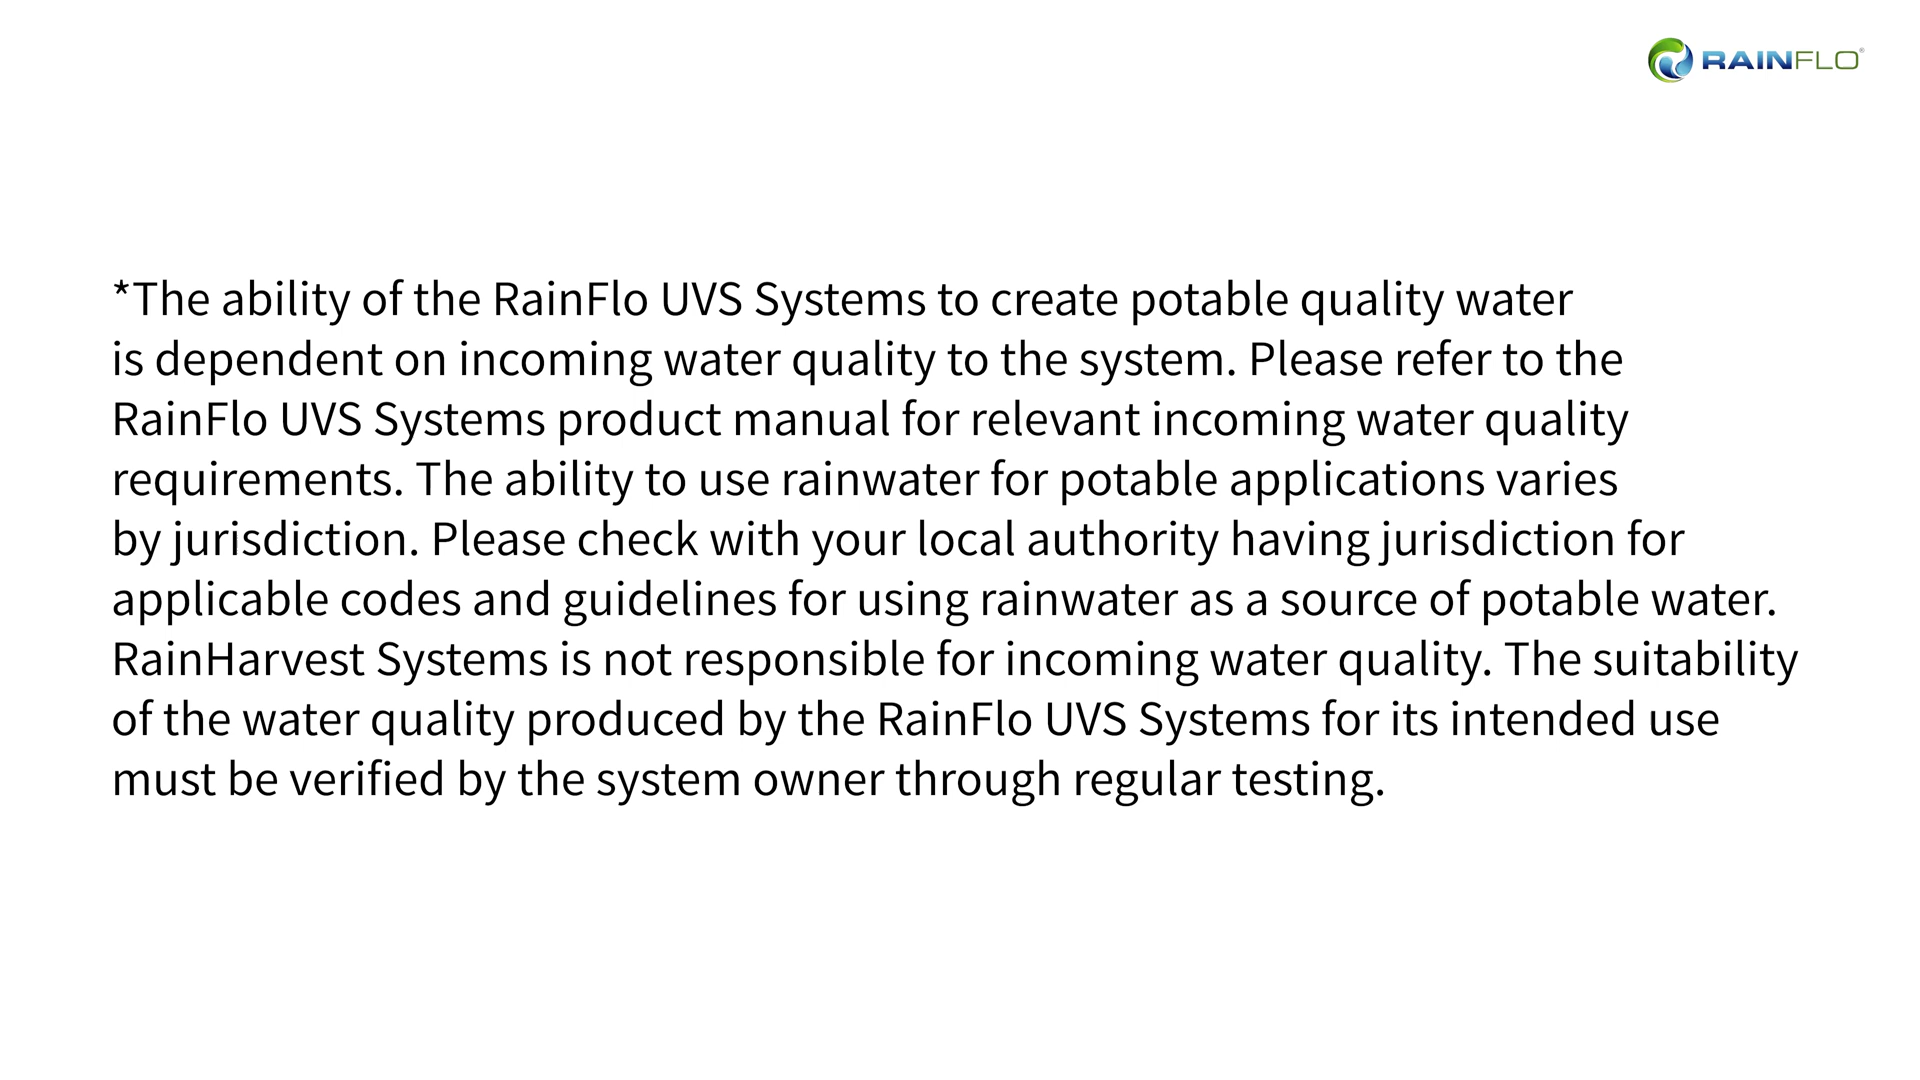 RAINFLO®
*The ability of the RainFlo UVS Systems to create potable quality water
is dependent on incoming water quality to the system. Please refer to the
RainFlo UVS Systems product manual for relevant incoming water quality
requirements. The ability to use rainwater for potable applications varies
by jurisdiction. Please check with your local authority having jurisdiction for
applicable codes and guidelines for using rainwater as a source of potable water.
RainHarvest Systems is not responsible for incoming water quality. The suitability
of the water quality produced by the RainFlo UVS Systems for its intended use
must be verified by the system owner through regular testing.